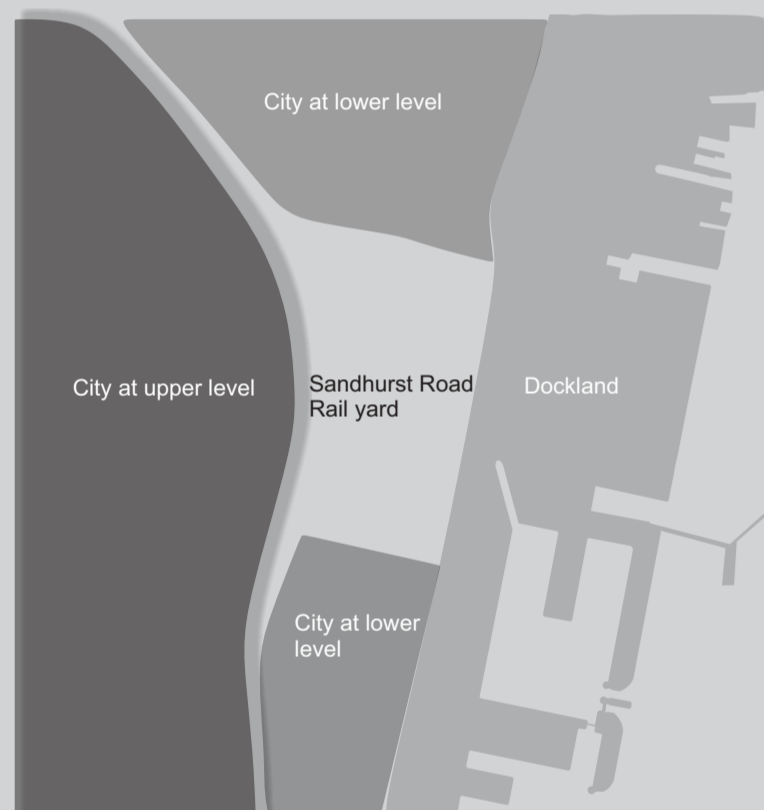 City at lower level
City at upper level
Sandhurst Road
Rail yard
Dockland
City at lower
level